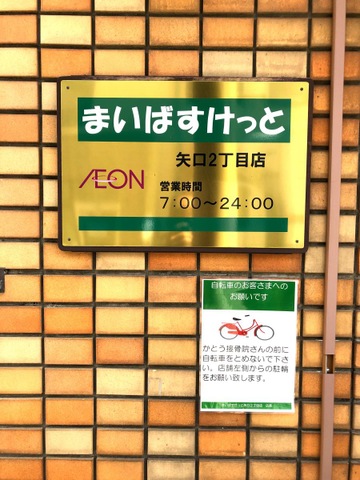 まいばすけっと
矢口2丁目店
ÆON
営業時間
7:00～24:00
自転車のお客さまへの
お願いです
かとう接骨院さんの前に
自転車をとめないで下さ
い。店舗左側からの駐輪
をお願い致します。